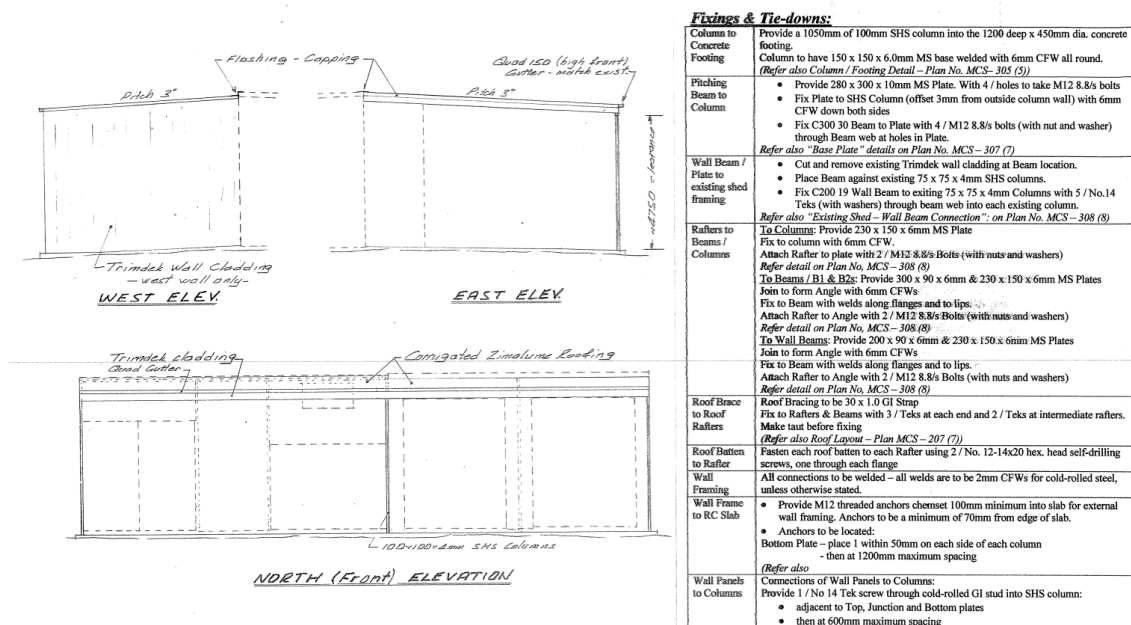 Flashing - Capping
Quad 150 (high front)
Gutter - match exist.
Pitch 3°
Pitch 3°
4750 clearance
Trimdek Wall Cladding
- west wall only -
WEST ELEV.
EAST ELEV.
Trimdek cladding
Quad Gutter
Corrigated Zincalume Roofing
100×100×4mm SHS Columns
NORTH (Front) ELEVATION
Fixings & Tie-downs:
Column to Concrete Footing
Provide a 1050mm of 100mm SHS column into the 1200 deep x 450mm dia. concrete
footing.
Column to have 150 x 150 x 6.0mm MS base welded with 6mm CFW all round.
(Refer also Column / Footing Detail – Plan No. MCS– 305 (5))
Pitching Beam to Column
• Provide 280 x 300 x 10mm MS Plate. With 4 / holes to take M12 8.8/s bolts
• Fix Plate to SHS Column (offset 3mm from outside column wall) with 6mm
CFW down both sides
• Fix C300 30 Beam to Plate with 4 / M12 8.8/s bolts (with nut and washer)
through Beam web at holes in Plate.
Refer also "Base Plate" details on Plan No. MCS – 307 (7)
Wall Beam / Plate to existing shed framing
• Cut and remove existing Trimdek wall cladding at Beam location.
• Place Beam against existing 75 x 75 x 4mm SHS columns.
• Fix C200 19 Wall Beam to exiting 75 x 75 x 4mm Columns with 5 / No.14
Teks (with washers) through beam web into each existing column.
Refer also "Existing Shed – Wall Beam Connection": on Plan No. MCS – 308 (8)
Rafters to Beams / Columns
To Columns: Provide 230 x 150 x 6mm MS Plate
Fix to column with 6mm CFW.
Attach Rafter to plate with 2 / M12 8.8/s Bolts (with nuts and washers)
Refer detail on Plan No, MCS – 308 (8)
To Beams / B1 & B2s: Provide 300 x 90 x 6mm & 230 x 150 x 6mm MS Plates
Join to form Angle with 6mm CFWs
Fix to Beam with welds along flanges and to lips.
Attach Rafter to Angle with 2 / M12 8.8/s Bolts (with nuts and washers)
Refer detail on Plan No, MCS – 308 (8)
To Wall Beams: Provide 200 x 90 x 6mm & 230 x 150 x 6mm MS Plates
Join to form Angle with 6mm CFWs
Fix to Beam with welds along flanges and to lips.
Attach Rafter to Angle with 2 / M12 8.8/s Bolts (with nuts and washers)
Refer detail on Plan No, MCS – 308 (8)
Roof Brace to Roof Rafters
Roof Bracing to be 30 x 1.0 GI Strap
Fix to Rafters & Beams with 3 / Teks at each end and 2 / Teks at intermediate rafters.
Make taut before fixing
(Refer also Roof Layout – Plan MCS – 207 (7))
Roof Batten to Rafter
Fasten each roof batten to each Rafter using 2 / No. 12-14x20 hex. head self-drilling
screws, one through each flange
Wall Framing
All connections to be welded – all welds are to be 2mm CFWs for cold-rolled steel,
unless otherwise stated.
Wall Frame to RC Slab
• Provide M12 threaded anchors chemset 100mm minimum into slab for external
wall framing. Anchors to be a minimum of 70mm from edge of slab.
• Anchors to be located:
Bottom Plate – place 1 within 50mm on each side of each column
- then at 1200mm maximum spacing
(Refer also
Wall Panels to Columns
Connections of Wall Panels to Columns:
Provide 1 / No 14 Tek screw through cold-rolled GI stud into SHS column:
• adjacent to Top, Junction and Bottom plates
• then at 600mm maximum spacing